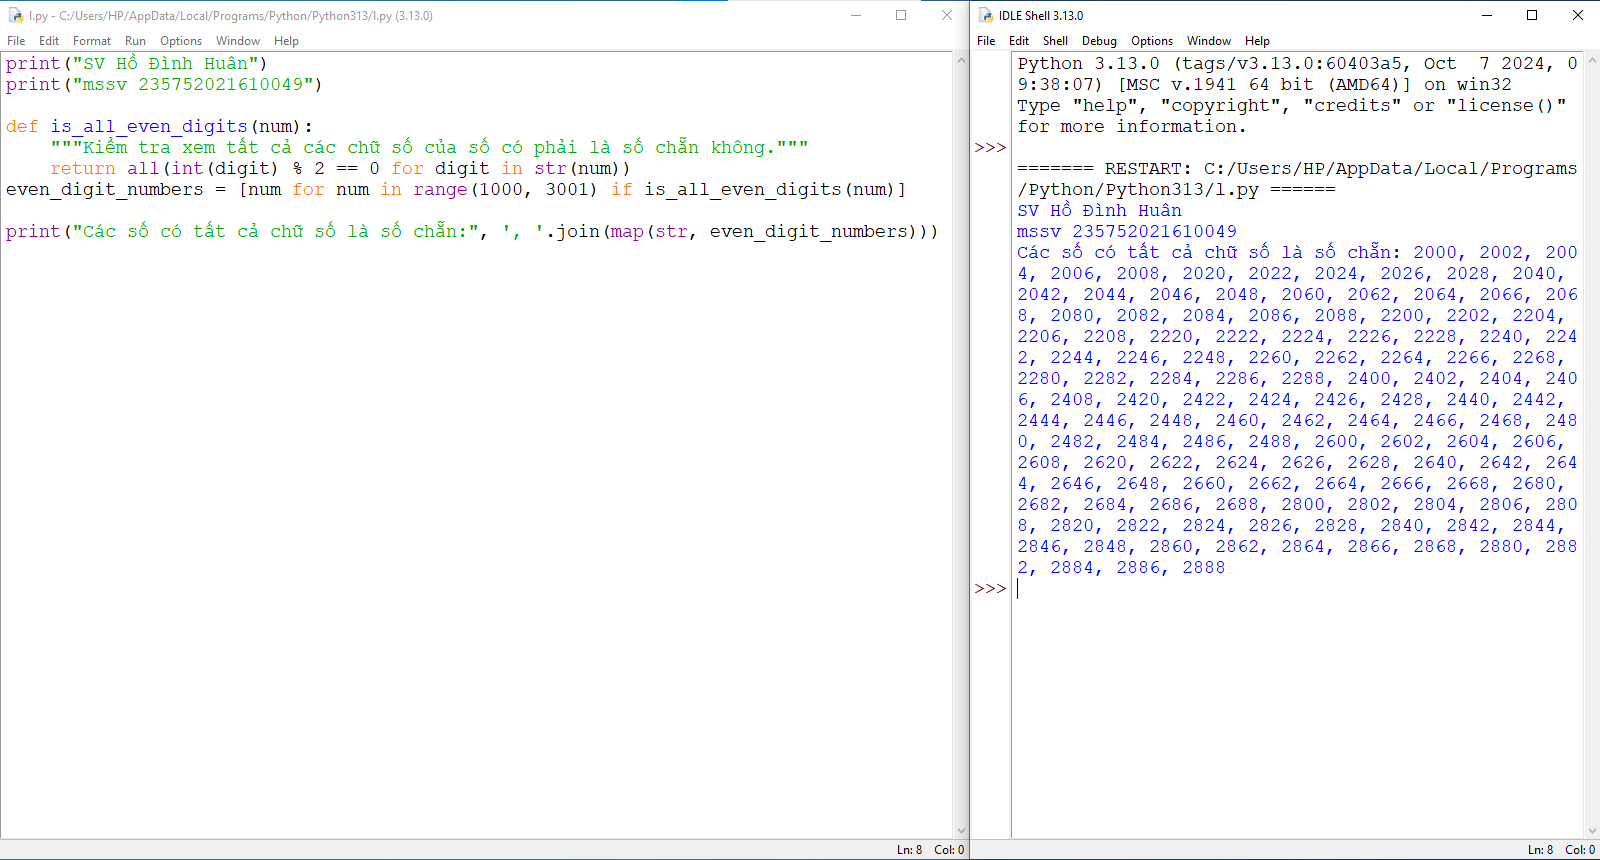 l.py - C:/Users/HP/AppData/Local/Programs/Python/Python313/l.py (3.13.0)
File Edit Format Run Options Window Help
print("SV Hồ Đình Huân")
print("mssv 235752021610049")
def is_all_even_digits(num):
    """Kiểm tra xem tất cả các chữ số của số có phải là số chẵn không."""
    return all(int(digit) % 2 == 0 for digit in str(num))
even_digit_numbers = [num for num in range(1000, 3001) if is_all_even_digits(num)]
print("Các số có tất cả chữ số là số chẵn:", ', '.join(map(str, even_digit_numbers)))
Ln: 8 Col: 0
IDLE Shell 3.13.0
File Edit Shell Debug Options Window Help
Python 3.13.0 (tags/v3.13.0:60403a5, Oct  7 2024, 0
9:38:07) [MSC v.1941 64 bit (AMD64)] on win32
Type "help", "copyright", "credits" or "license()"
for more information.
>>>
======= RESTART: C:/Users/HP/AppData/Local/Programs
/Python/Python313/l.py ======
SV Hồ Đình Huân
mssv 235752021610049
Các số có tất cả chữ số là số chẵn: 2000, 2002, 200
4, 2006, 2008, 2020, 2022, 2024, 2026, 2028, 2040,
2042, 2044, 2046, 2048, 2060, 2062, 2064, 2066, 206
8, 2080, 2082, 2084, 2086, 2088, 2200, 2202, 2204,
2206, 2208, 2220, 2222, 2224, 2226, 2228, 2240, 224
2, 2244, 2246, 2248, 2260, 2262, 2264, 2266, 2268,
2280, 2282, 2284, 2286, 2288, 2400, 2402, 2404, 240
6, 2408, 2420, 2422, 2424, 2426, 2428, 2440, 2442,
2444, 2446, 2448, 2460, 2462, 2464, 2466, 2468, 248
0, 2482, 2484, 2486, 2488, 2600, 2602, 2604, 2606,
2608, 2620, 2622, 2624, 2626, 2628, 2640, 2642, 264
4, 2646, 2648, 2660, 2662, 2664, 2666, 2668, 2680,
2682, 2684, 2686, 2688, 2800, 2802, 2804, 2806, 280
8, 2820, 2822, 2824, 2826, 2828, 2840, 2842, 2844,
2846, 2848, 2860, 2862, 2864, 2866, 2868, 2880, 288
2, 2884, 2886, 2888
>>>
Ln: 8 Col: 0